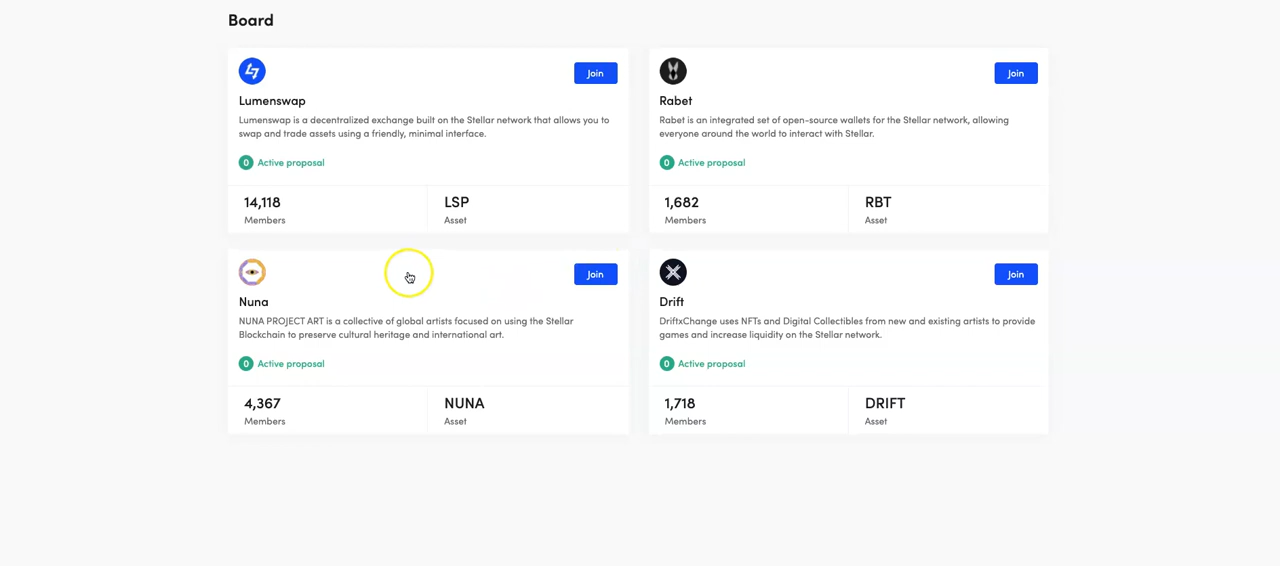 Board
Join
Lumenswap
Lumenswap is a decentralized exchange built on the Stellar network that allows you to
swap and trade assets using a friendly, minimal interface.
0 Active proposal
14,118
Members
LSP
Asset
Join
Rabet
Rabet is an integrated set of open-source wallets for the Stellar network, allowing
everyone around the world to interact with Stellar.
0 Active proposal
1,682
Members
RBT
Asset
Join
Nuna
NUNA PROJECT ART is a collective of global artists focused on using the Stellar
Blockchain to preserve cultural heritage and international art.
0 Active proposal
4,367
Members
NUNA
Asset
Join
Drift
DriftxChange uses NFTs and Digital Collectibles from new and existing artists to provide
games and increase liquidity on the Stellar network.
0 Active proposal
1,718
Members
DRIFT
Asset